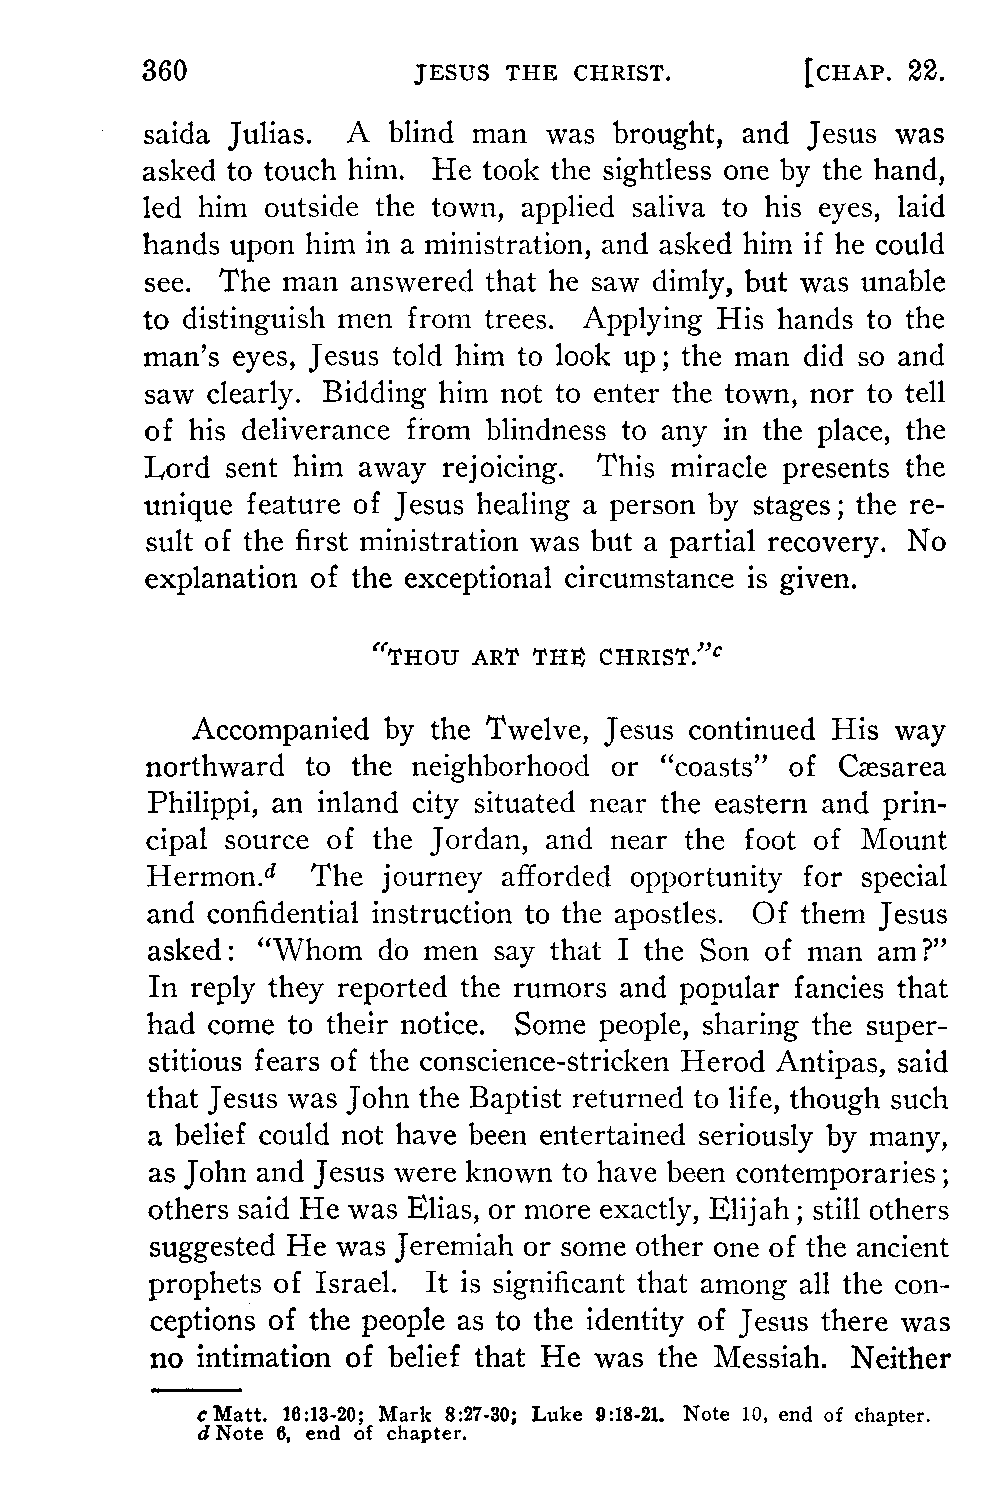 360 JESUS THE CHRIST. [CHAP. 22.
saida Julias. A blind man was brought, and Jesus was
asked to touch him. He took the sightless one by the hand,
led him outside the town, applied saliva to his eyes, laid
hands upon him in a ministration, and asked him if he could
see. The man answered that he saw dimly, but was unable
to distinguish men from trees. Applying His hands to the
man's eyes, Jesus told him to look up; the man did so and
saw clearly. Bidding him not to enter the town, nor to tell
of his deliverance from blindness to any in the place, the
Lord sent him away rejoicing. This miracle presents the
unique feature of Jesus healing a person by stages; the re-
sult of the first ministration was but a partial recovery. No
explanation of the exceptional circumstance is given.
"THOU ART THE CHRIST."c
Accompanied by the Twelve, Jesus continued His way
northward to the neighborhood or "coasts" of Cæsarea
Philippi, an inland city situated near the eastern and prin-
cipal source of the Jordan, and near the foot of Mount
Hermon.d The journey afforded opportunity for special
and confidential instruction to the apostles. Of them Jesus
asked: "Whom do men say that I the Son of man am?"
In reply they reported the rumors and popular fancies that
had come to their notice. Some people, sharing the super-
stitious fears of the conscience-stricken Herod Antipas, said
that Jesus was John the Baptist returned to life, though such
a belief could not have been entertained seriously by many,
as John and Jesus were known to have been contemporaries;
others said He was Elias, or more exactly, Elijah; still others
suggested He was Jeremiah or some other one of the ancient
prophets of Israel. It is significant that among all the con-
ceptions of the people as to the identity of Jesus there was
no intimation of belief that He was the Messiah. Neither
c Matt. 16:13-20; Mark 8:27-30; Luke 9:18-21. Note 10, end of chapter.
d Note 6, end of chapter.